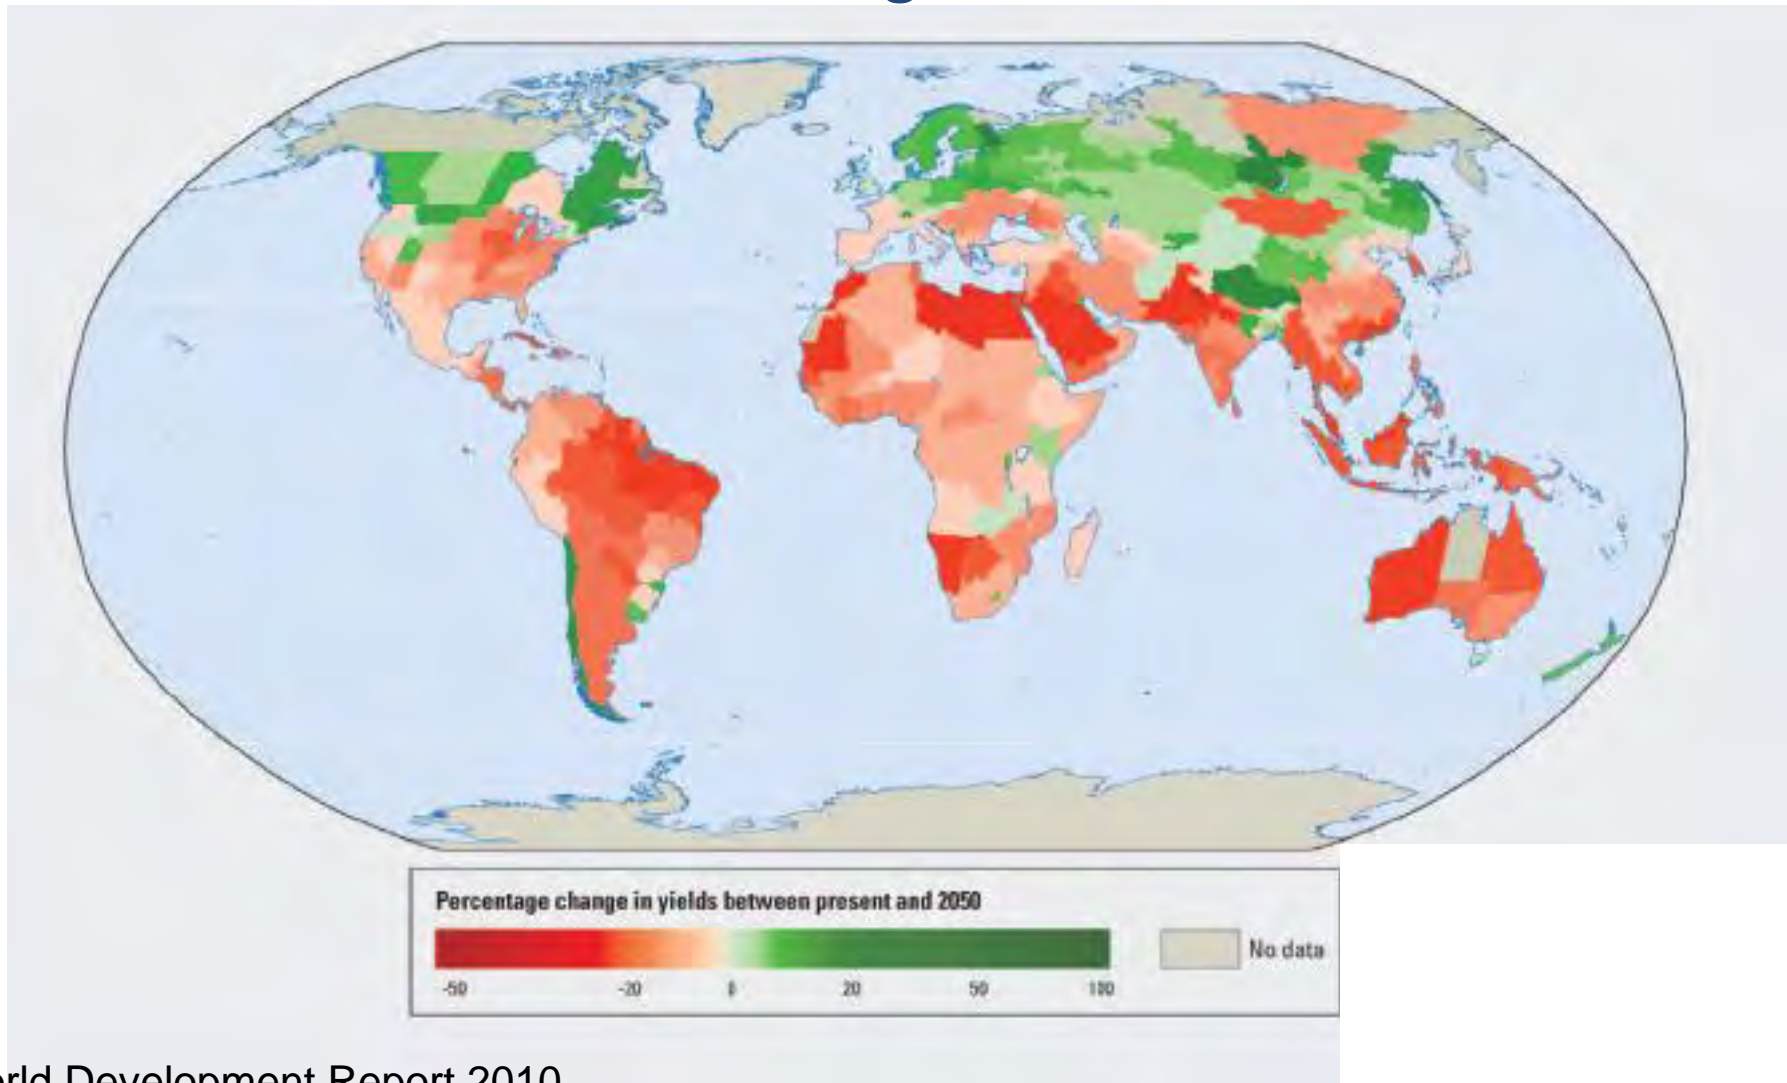 Percentage change in yields between present and 2050
No data
-50 -20 0 20 50 100
World Development Report 2010